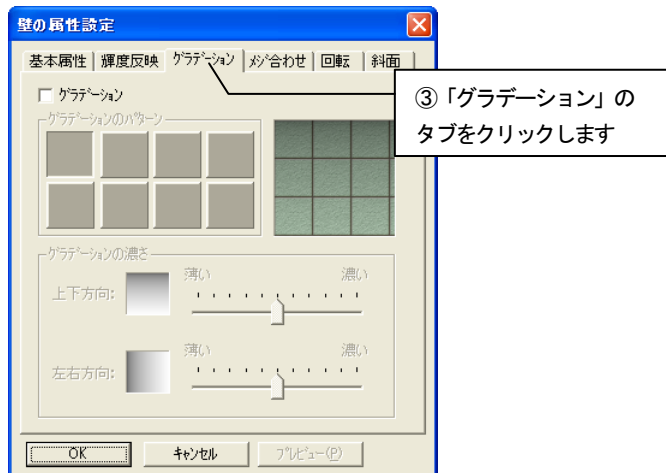 壁の属性設定
基本属性 輝度反映 グラデーション メジ合わせ 回転 斜面
③「グラデーション」の
タブをクリックします
グラデーション
グラデーションのパターン
グラデーションの濃さ
薄い 濃い
上下方向:
薄い 濃い
左右方向:
OK キャンセル プレビュー(P)